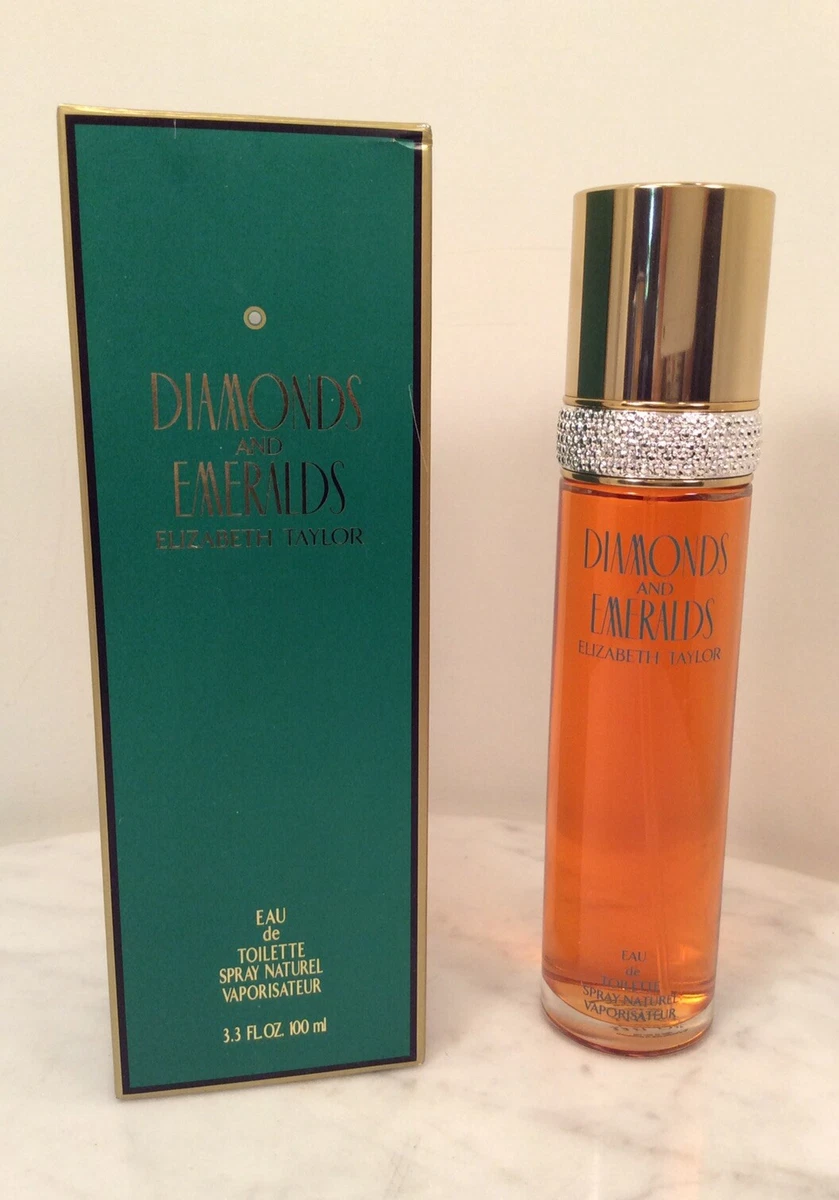 DIAMONDS
AND
EMERALDS
ELIZABETH TAYLOR
EAU
de
TOILETTE
SPRAY NATUREL
VAPORISATEUR
3.3 FL.OZ. 100 ml
DIAMONDS
AND
EMERALDS
ELIZABETH TAYLOR
EAU
de
TOILETTE
SPRAY NATUREL
VAPORISATEUR